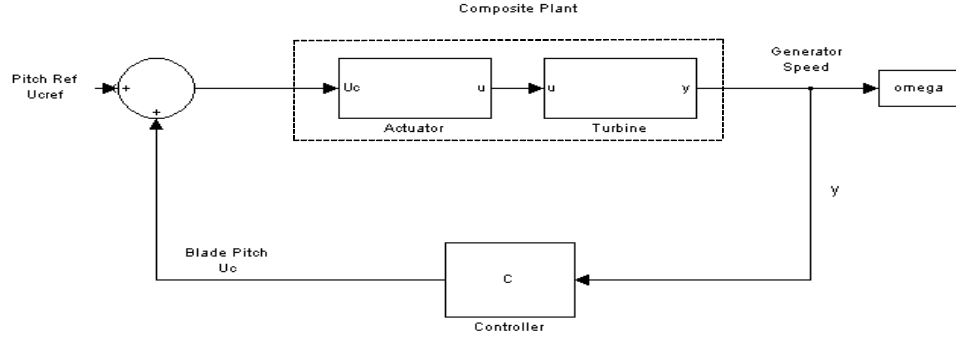 Composite Plant
Generator
Speed
Pitch Ref
Ucref
+
+
Uc
u
u
y
omega
Actuator
Turbine
y
Blade Pitch
Uc
C
Controller